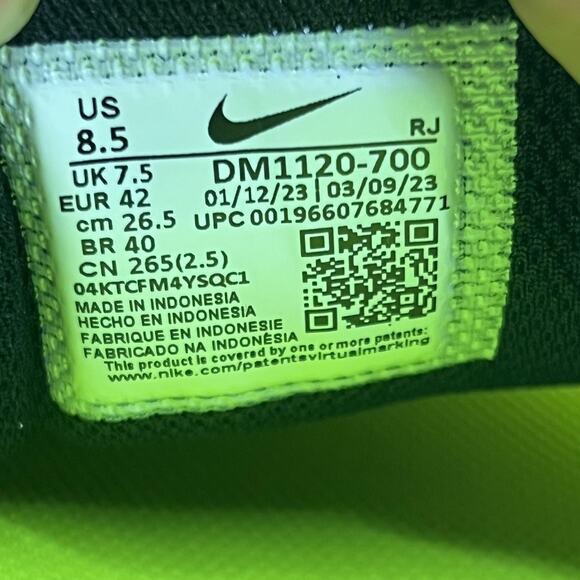 US
8.5
RJ
UK 7.5
DM1120-700
EUR 42
01/12/23 | 03/09/23
cm 26.5
UPC 00196607684771
BR 40
CN 265(2.5)
04KTCFM4YSQC1
MADE IN INDONESIA
HECHO EN INDONESIA
FABRIQUE EN INDONESIE
FABRICADO NA INDONÉSIA
This product is covered by one or more patents:
www.nike.com/patentsvirtualmarking